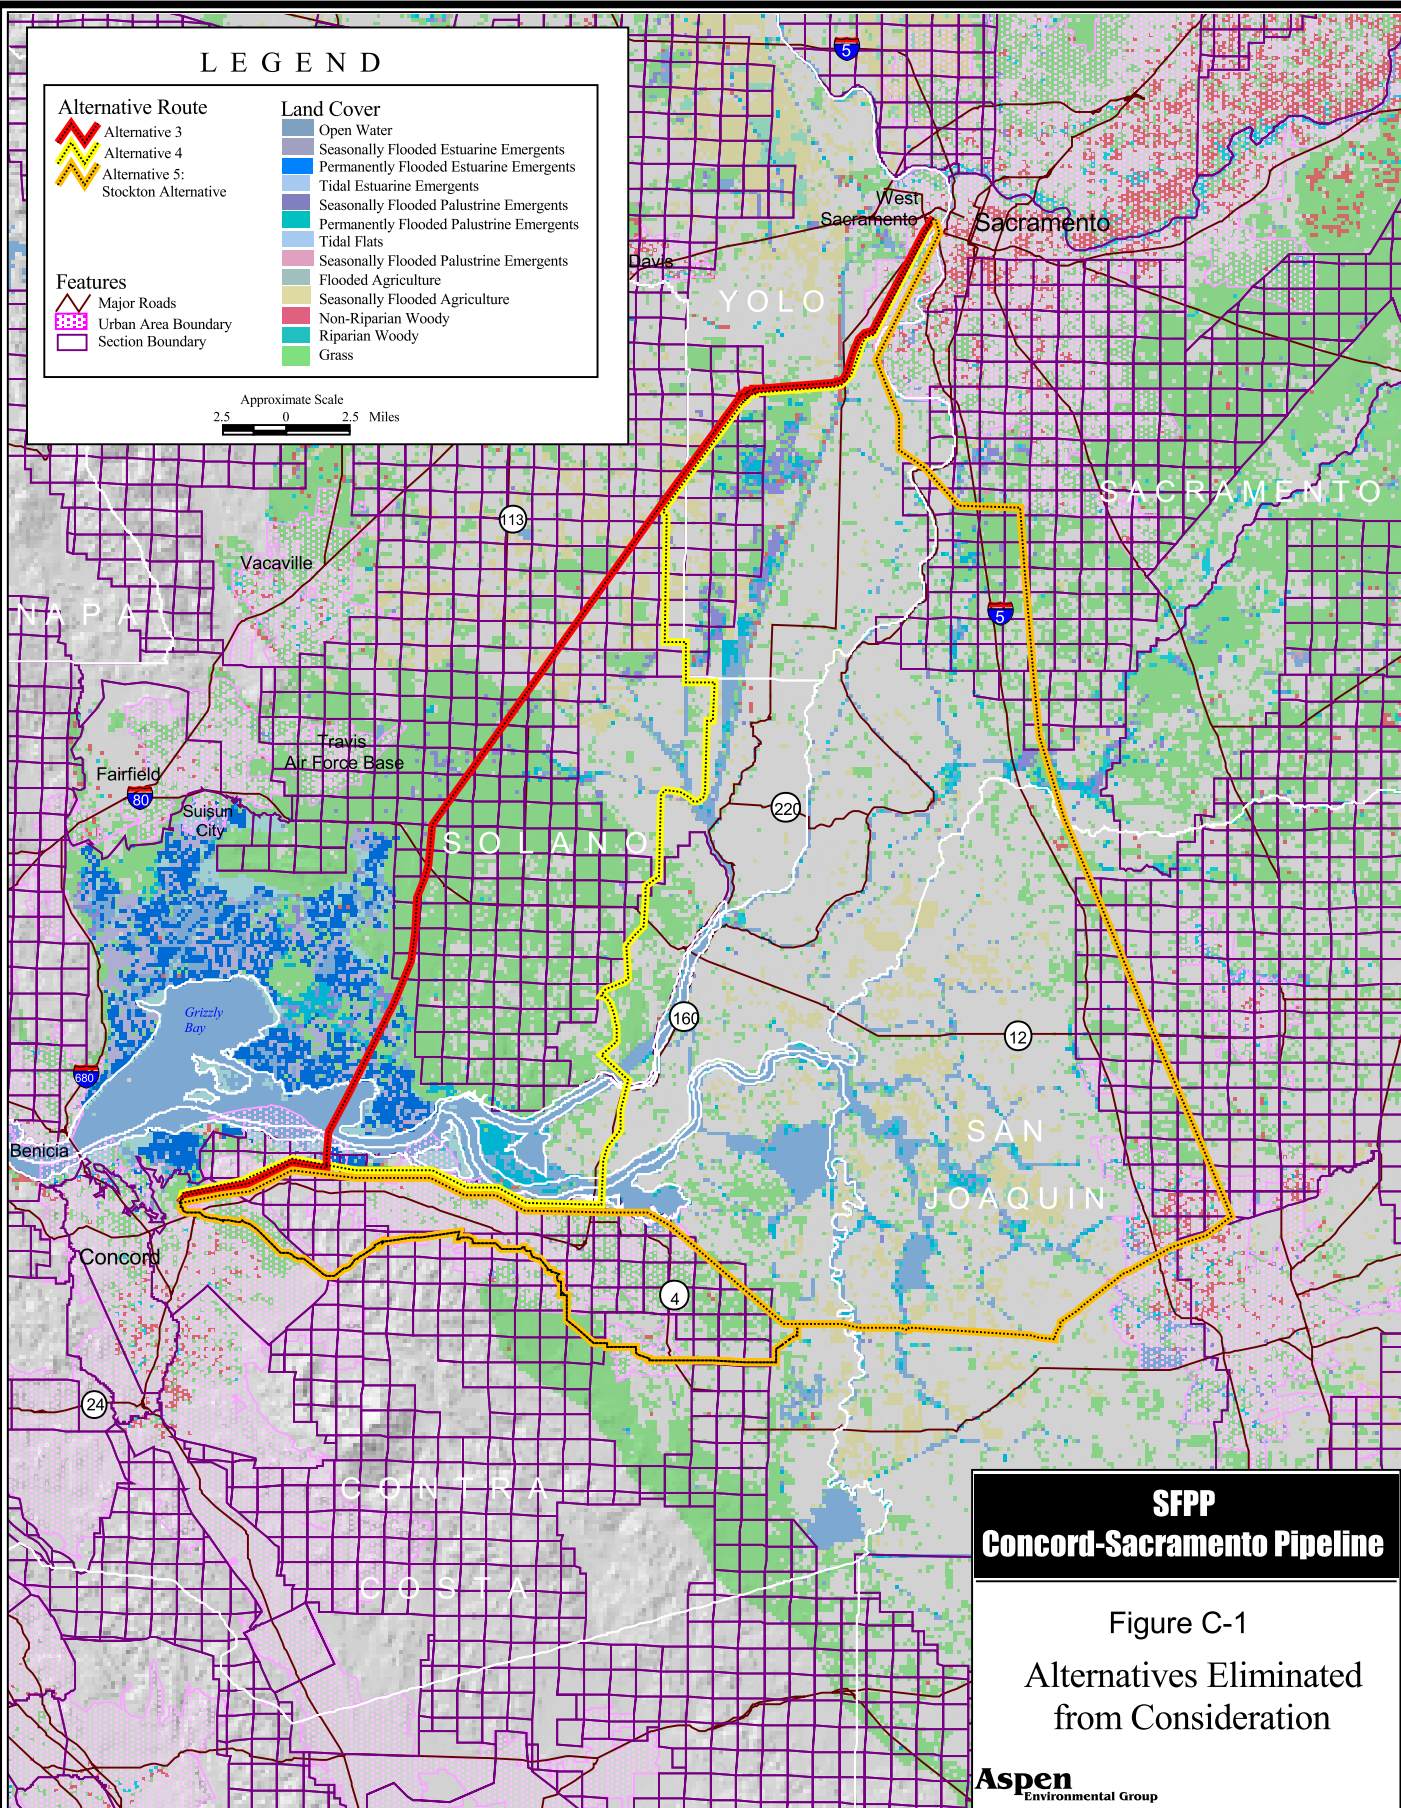 LEGEND
Alternative Route
Alternative 3
Alternative 4
Alternative 5:
Stockton Alternative
Features
Major Roads
Urban Area Boundary
Section Boundary
Land Cover
Open Water
Seasonally Flooded Estuarine Emergents
Permanently Flooded Estuarine Emergents
Tidal Estuarine Emergents
Seasonally Flooded Palustrine Emergents
Permanently Flooded Palustrine Emergents
Tidal Flats
Seasonally Flooded Palustrine Emergents
Flooded Agriculture
Seasonally Flooded Agriculture
Non-Riparian Woody
Riparian Woody
Grass
Approximate Scale
2.5 0 2.5 Miles
5
West
Sacramento
Sacramento
Davis
YOLO
SACRAMENTO
113
Vacaville
NAPA
5
Travis
Air Force Base
Fairfield
80
Suisun
City
220
SOLANO
Grizzly
Bay
160
12
680
SAN
JOAQUIN
Benicia
Concord
4
24
CONTRA
COSTA
SFPP
Concord-Sacramento Pipeline
Figure C-1
Alternatives Eliminated
from Consideration
Aspen
Environmental Group